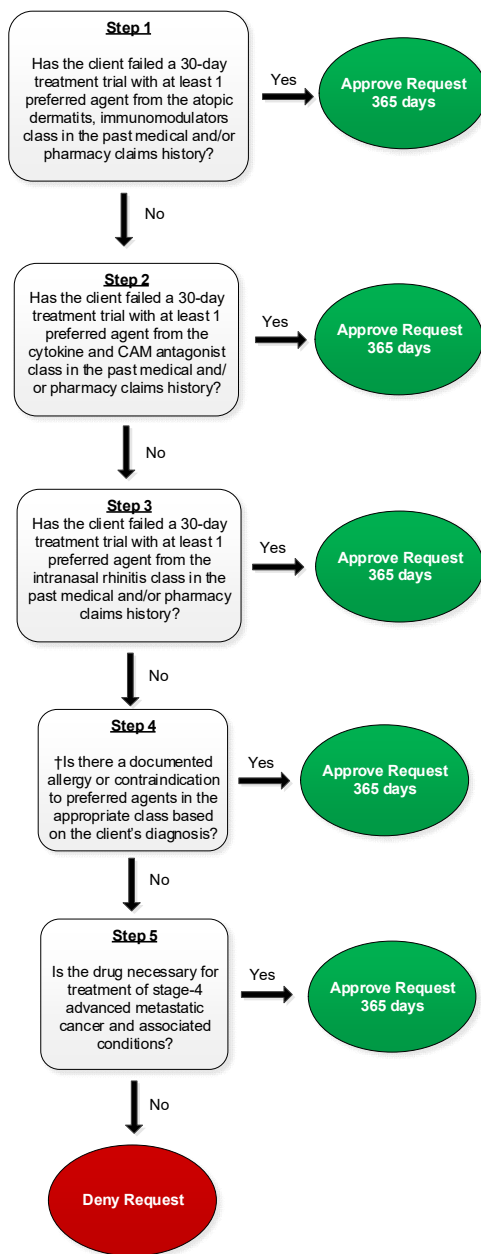 Step 1
Has the client failed a 30-day
treatment trial with at least 1
preferred agent from the atopic
dermatits, immunomodulators
class in the past medical and/or
pharmacy claims history?
Yes
Approve Request
365 days
No
Step 2
Has the client failed a 30-day
treatment trial with at least 1
preferred agent from the
cytokine and CAM antagonist
class in the past medical and/
or pharmacy claims history?
Yes
Approve Request
365 days
No
Step 3
Has the client failed a 30-day
treatment trial with at least 1
preferred agent from the
intranasal rhinitis class in the
past medical and/or pharmacy
claims history?
Yes
Approve Request
365 days
No
Step 4
†Is there a documented
allergy or contraindication
to preferred agents in the
appropriate class based
on the client's diagnosis?
Yes
Approve Request
365 days
No
Step 5
Is the drug necessary for
treatment of stage-4
advanced metastatic
cancer and associated
conditions?
Yes
Approve Request
365 days
No
Deny Request